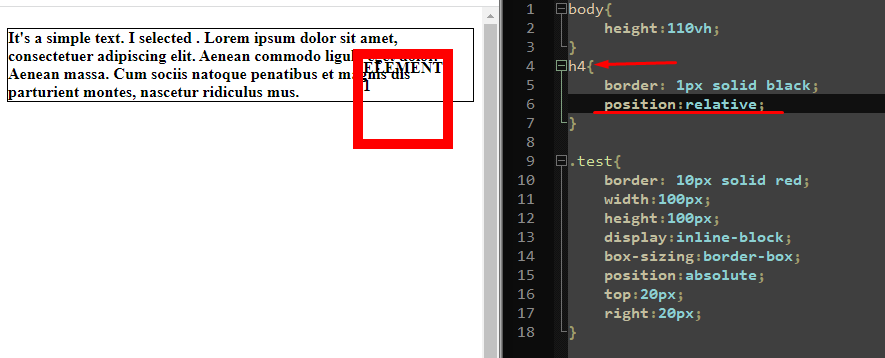 It's a simple text. I selected . Lorem ipsum dolor sit amet,
consectetuer adipiscing elit. Aenean commodo ligula eget dolor.
Aenean massa. Cum sociis natoque penatibus et magnis dis
parturient montes, nascetur ridiculus mus.
ELEMENT
1
1 body{
2 height:110vh;
3 }
4 h4{
5 border: 1px solid black;
6 position:relative;
7 }
8
9 .test{
10 border: 10px solid red;
11 width:100px;
12 height:100px;
13 display:inline-block;
14 box-sizing:border-box;
15 position:absolute;
16 top:20px;
17 right:20px;
18 }